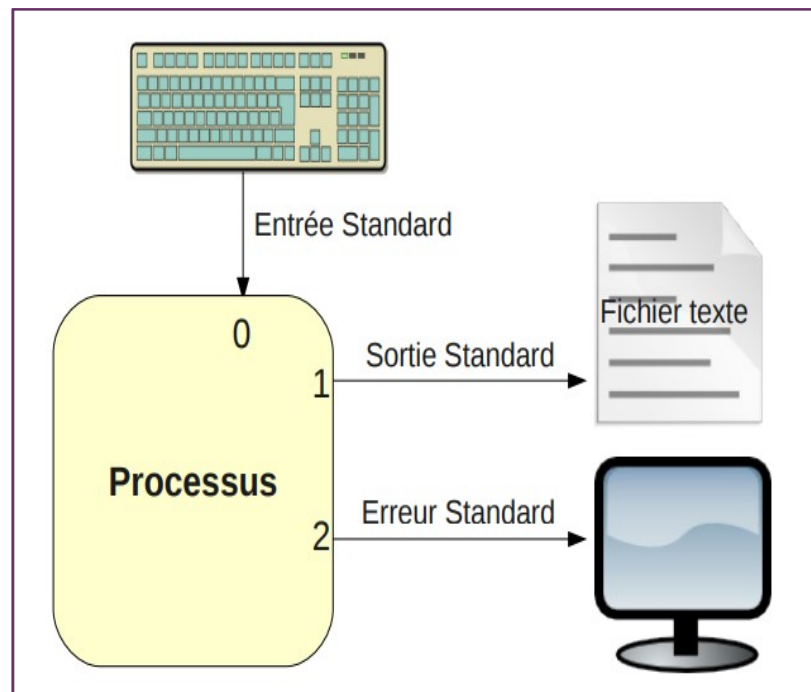 Entrée Standard
0
Fichier texte
Sortie Standard
1
Processus
Erreur Standard
2